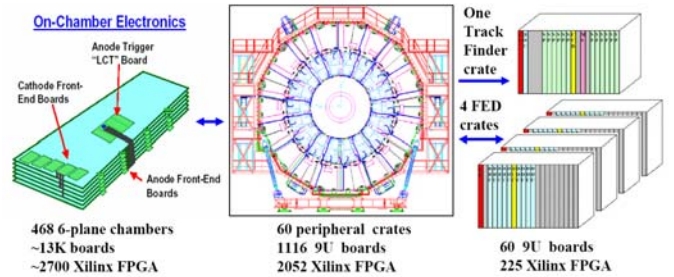 On-Chamber Electronics
Anode Trigger
"LCT" Board
Cathode Front-
End Boards
Anode Front-End
Boards
468 6-plane chambers
~13K boards
~2700 Xilinx FPGA
60 peripheral crates
1116 9U boards
2052 Xilinx FPGA
One
Track
Finder
crate
4 FED
crates
60 9U boards
225 Xilinx FPGA